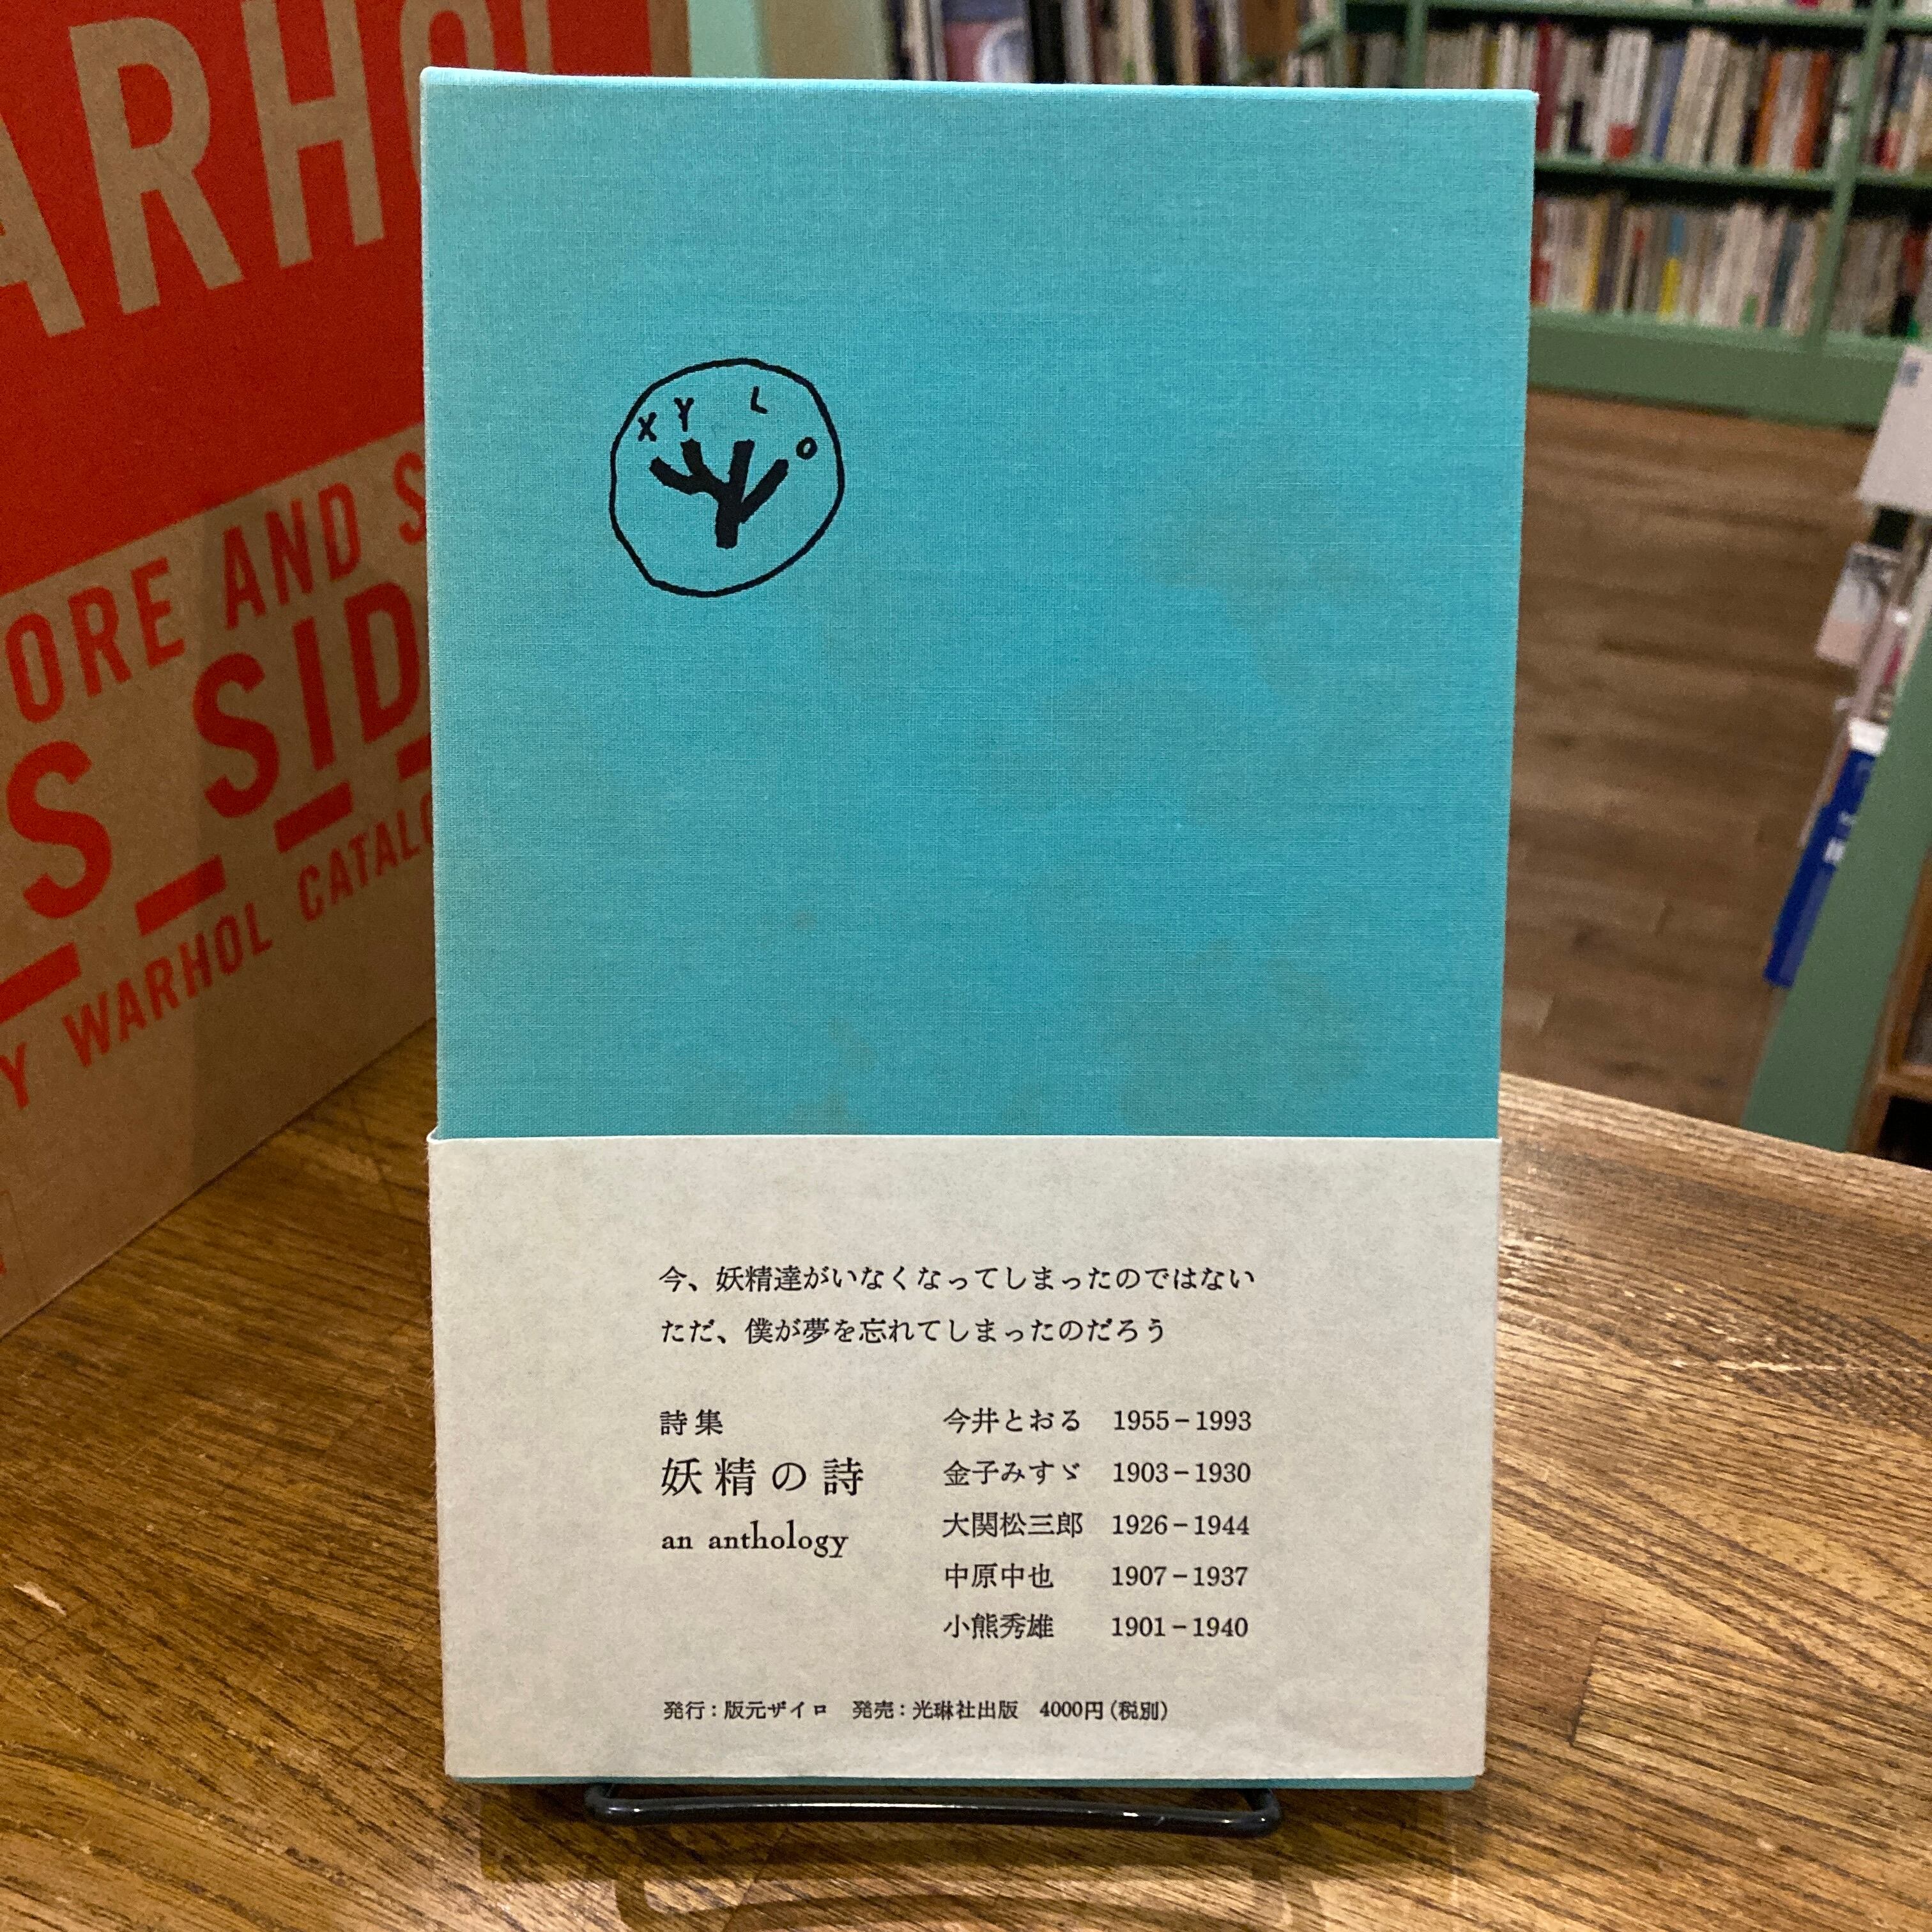 ARHOL
ORE AND S
S SID
Y WARHOL CATALO
X Y L O
今、妖精達がいなくなってしまったのではない
ただ、僕が夢を忘れてしまったのだろう
詩集
妖精の詩
an anthology
今井とおる 1955-1993
金子みすゞ 1903-1930
大関松三郎 1926-1944
中原中也 1907-1937
小熊秀雄 1901-1940
発行：版元ザイロ 発売：光琳社出版 4000円（税別）